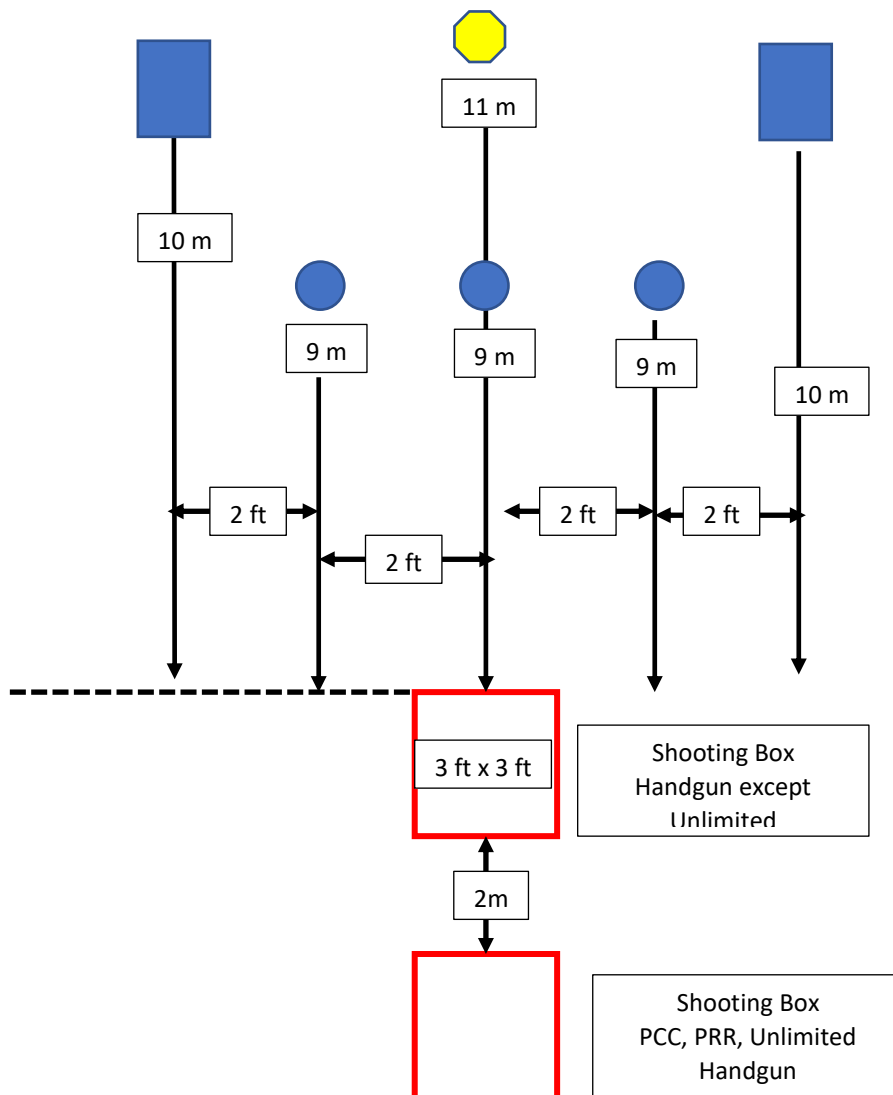 11 m
10 m
9 m
9 m
9 m
10 m
2 ft
2 ft
2 ft
2 ft
3 ft x 3 ft
Shooting Box
Handgun except
Unlimited
2m
Shooting Box
PCC, PRR, Unlimited
Handgun